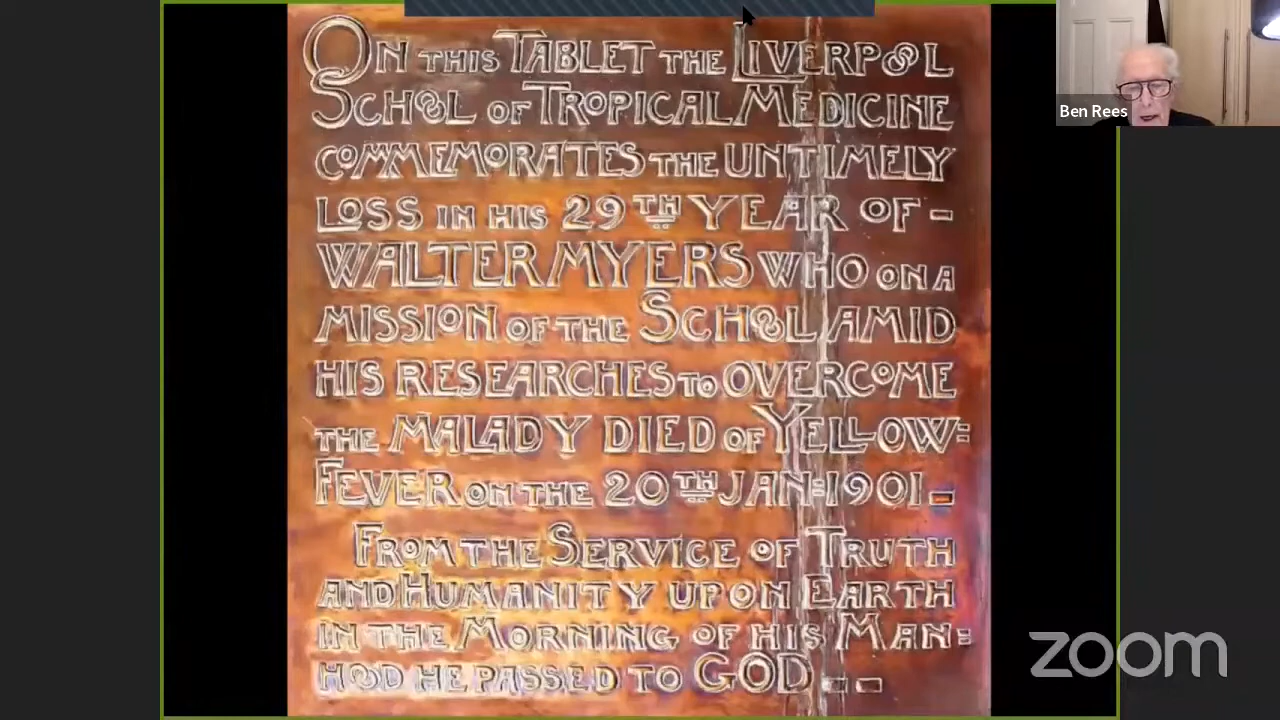 ON THIS TABLET THE LIVERPOOL
SCHOOL OF TROPICAL MEDICINE
COMMEMORATES THE UNTIMELY
LOSS IN HIS 29TH YEAR OF -
WALTER MYERS WHO ON A
MISSION OF THE SCHOOL AMID
HIS RESEARCHES TO OVERCOME
THE MALADY DIED OF YELLOW=
FEVER ON THE 20TH JAN: 1901 -
FROM THE SERVICE OF TRUTH
AND HUMANITY UPON EARTH
IN THE MORNING OF HIS MAN=
HOOD HE PASSED TO GOD - -
Ben Rees
zoom